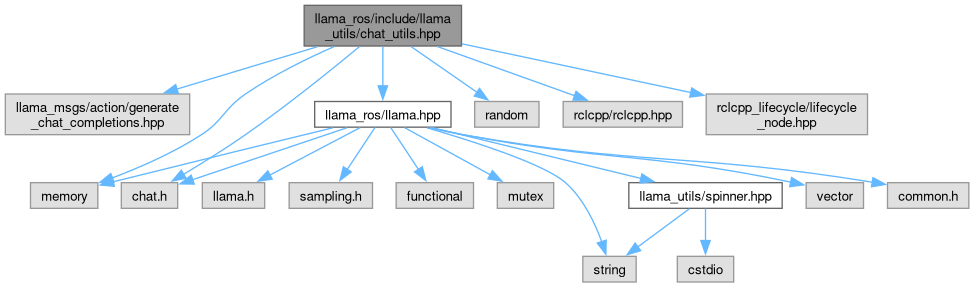 llama_ros/include/llama
_utils/chat_utils.hpp
llama_msgs/action/generate
_chat_completions.hpp
llama_ros/llama.hpp
random
rclcpp/rclcpp.hpp
rclcpp_lifecycle/lifecycle
_node.hpp
memory
chat.h
llama.h
sampling.h
functional
mutex
llama_utils/spinner.hpp
vector
common.h
string
cstdio